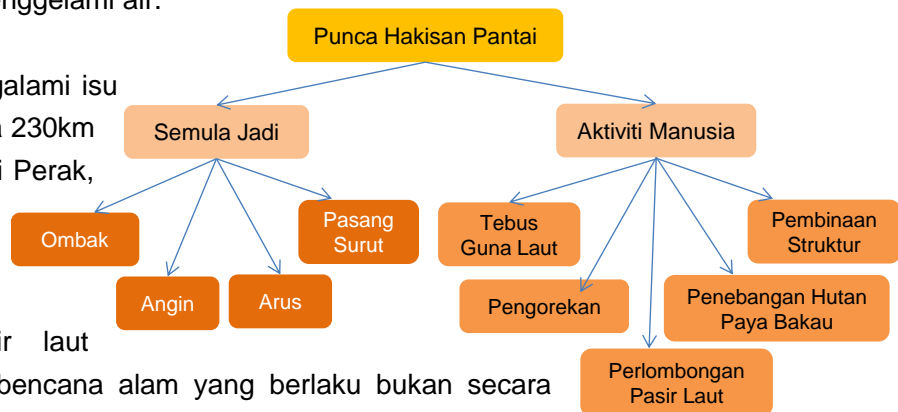 air.
Punca Hakisan Pantai
isu
230km
Semula Jadi
Aktiviti Manusia
Perak,
Ombak
Pasang
Surut
Tebus
Guna Laut
Pembinaan
Struktur
Angin
Arus
Pengorekan
Penebangan Hutan
Paya Bakau
laut
Perlombongan
Pasir Laut
bencana alam yang berlaku bukan secara